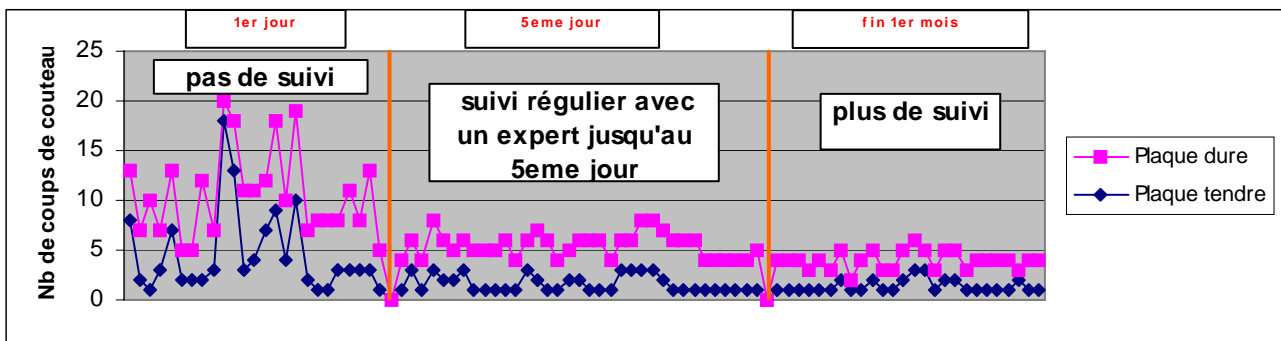 1er jour
5eme jour
fin 1er mois
Nb de coups de couteau
25
20
15
10
5
0
pas de suivi
suivi régulier avec
un expert jusqu'au
5eme jour
plus de suivi
Plaque dure
Plaque tendre